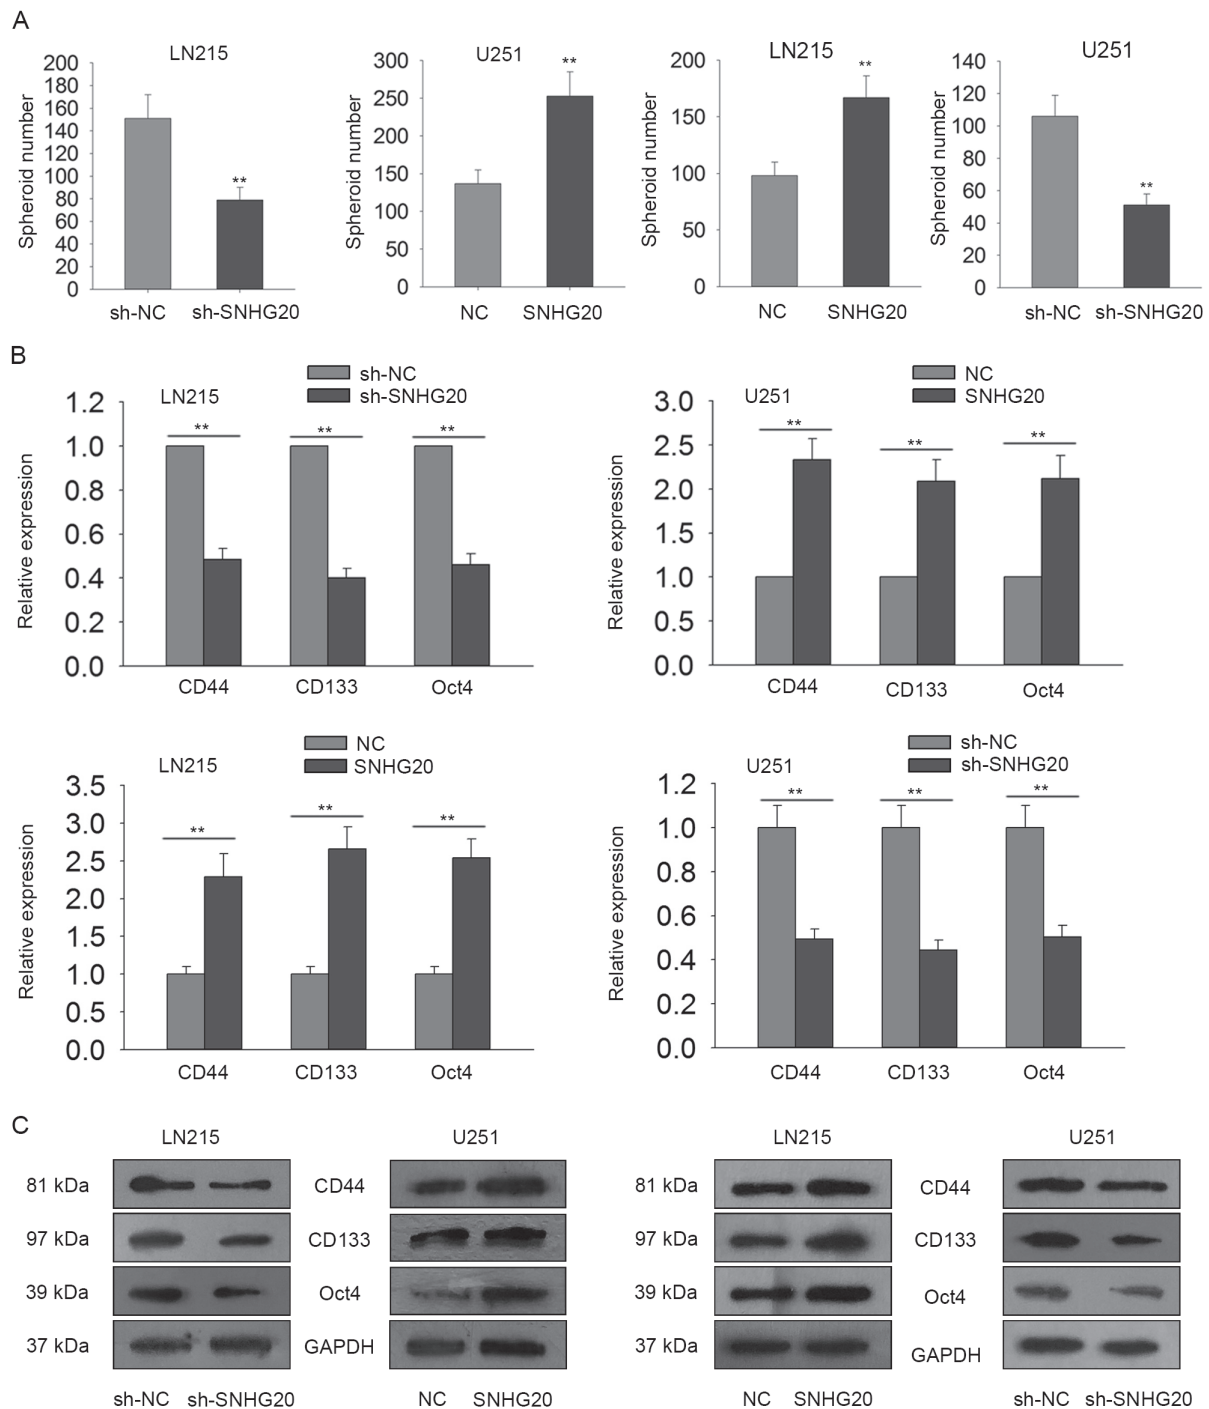 A
LN215
200
180
160
140
120
100
80
60
40
20
0
Spheroid number
**
sh-NC sh-SNHG20
U251
300
250
200
150
100
50
0
Spheroid number
**
NC SNHG20
LN215
200
150
100
50
0
Spheroid number
**
NC SNHG20
U251
140
120
100
80
60
40
20
0
Spheroid number
**
sh-NC sh-SNHG20
B
LN215
sh-NC
sh-SNHG20
1.2
1.0
0.8
0.6
0.4
0.2
0.0
Relative expression
** ** **
CD44 CD133 Oct4
U251
NC
SNHG20
3.0
2.5
2.0
1.5
1.0
0.5
0.0
Relative expression
** ** **
CD44 CD133 Oct4
LN215
NC
SNHG20
3.5
3.0
2.5
2.0
1.5
1.0
0.5
0.0
Relative expression
** ** **
CD44 CD133 Oct4
U251
sh-NC
sh-SNHG20
1.2
1.0
0.8
0.6
0.4
0.2
0.0
Relative expression
** ** **
CD44 CD133 Oct4
C
LN215 U251
81 kDa CD44
97 kDa CD133
39 kDa Oct4
37 kDa GAPDH
sh-NC sh-SNHG20 NC SNHG20
LN215 U251
81 kDa CD44
97 kDa CD133
39 kDa Oct4
37 kDa GAPDH
NC SNHG20 sh-NC sh-SNHG20